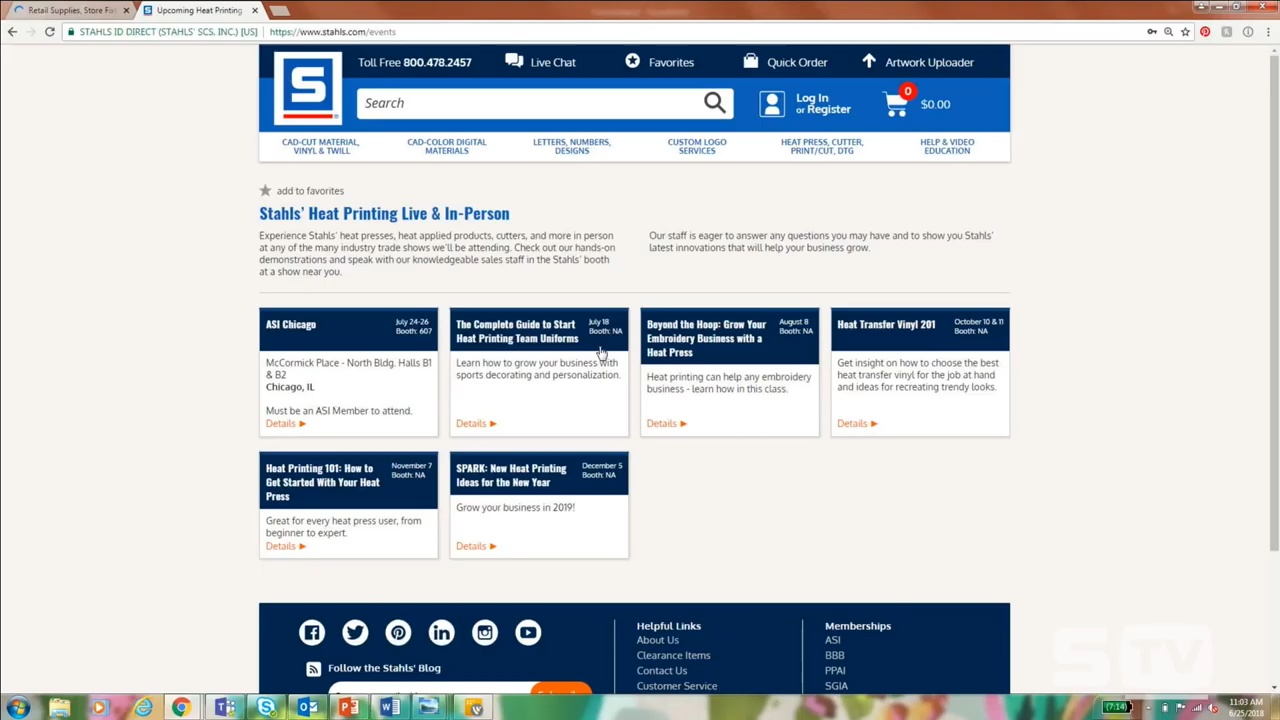 Retail Supplies, Store Fix
Upcoming Heat Printing
STAHLS ID DIRECT (STAHLS' SCS. INC.) [US]
https://www.stahls.com/events
S
Toll Free 800.478.2457
Live Chat
Favorites
Quick Order
Artwork Uploader
Search
Log In
or Register
0
$0.00
CAD-CUT MATERIAL,
VINYL & TWILL
CAD-COLOR DIGITAL
MATERIALS
LETTERS, NUMBERS,
DESIGNS
CUSTOM LOGO
SERVICES
HEAT PRESS, CUTTER,
PRINT/CUT, DTG
HELP & VIDEO
EDUCATION
add to favorites
Stahls' Heat Printing Live & In-Person
Experience Stahls' heat presses, heat applied products, cutters, and more in person
at any of the many industry trade shows we'll be attending. Check out our hands-on
demonstrations and speak with our knowledgeable sales staff in the Stahls' booth
at a show near you.
Our staff is eager to answer any questions you may have and to show you Stahls'
latest innovations that will help your business grow.
ASI Chicago
July 24-26
Booth: 607
McCormick Place - North Bldg. Halls B1
& B2
Chicago, IL
Must be an ASI Member to attend.
Details
The Complete Guide to Start
Heat Printing Team Uniforms
July 18
Booth: NA
Learn how to grow your business with
sports decorating and personalization.
Details
Beyond the Hoop: Grow Your
Embroidery Business with a
Heat Press
August 8
Booth: NA
Heat printing can help any embroidery
business - learn how in this class.
Details
Heat Transfer Vinyl 201
October 10 & 11
Booth: NA
Get insight on how to choose the best
heat transfer vinyl for the job at hand
and ideas for recreating trendy looks.
Details
Heat Printing 101: How to
Get Started With Your Heat
Press
November 7
Booth: NA
Great for every heat press user, from
beginner to expert.
Details
SPARK: New Heat Printing
Ideas for the New Year
December 5
Booth: NA
Grow your business in 2019!
Details
Follow the Stahls' Blog
Helpful Links
About Us
Clearance Items
Contact Us
Customer Service
Memberships
ASI
BBB
PPAI
SGIA
(7:14)
11:03 AM
6/25/2018